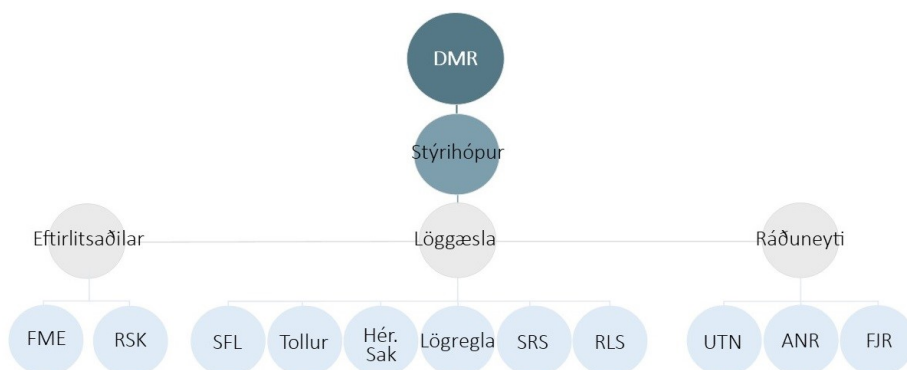 DMR
Stýrihópur
Eftirlitsaðilar
Löggæsla
Ráðuneyti
FME
RSK
SFL
Tollur
Hér.
Sak
Lögregla
SRS
RLS
UTN
ANR
FJR